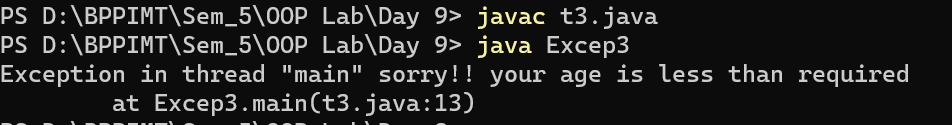 PS D:\BPPIMT\Sem_5\OOP Lab\Day 9> javac t3.java
PS D:\BPPIMT\Sem_5\OOP Lab\Day 9> java Excep3
Exception in thread "main" sorry!! your age is less than required
        at Excep3.main(t3.java:13)